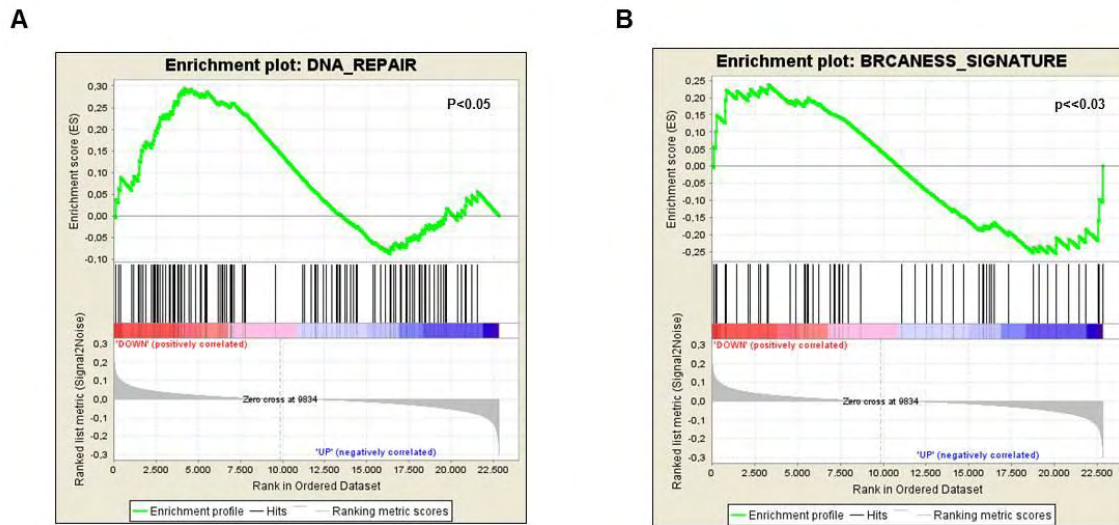 A
Enrichment plot: DNA_REPAIR
P<0.05
Enrichment score (ES)
0,30
0,25
0,20
0,15
0,10
0,05
0,00
-0,05
-0,10
'DOWN' (positively correlated)
Ranked list metric (Signal2Noise)
0,3
0,2
0,1
0,0
-0,1
-0,2
-0,3
Zero cross at 9834
'UP' (negatively correlated)
0 2.500 5.000 7.500 10.000 12.500 15.000 17.500 20.000 22.500
Rank in Ordered Dataset
Enrichment profile Hits Ranking metric scores
B
Enrichment plot: BRCANESS_SIGNATURE
p<<0.03
Enrichment score (ES)
0,25
0,20
0,15
0,10
0,05
0,00
-0,05
-0,10
-0,15
-0,20
-0,25
'DOWN' (positively correlated)
Ranked list metric (Signal2Noise)
0,3
0,2
0,1
0,0
-0,1
-0,2
-0,3
Zero cross at 9834
'UP' (negatively correlated)
0 2.500 5.000 7.500 10.000 12.500 15.000 17.500 20.000 22.500
Rank in Ordered Dataset
Enrichment profile Hits Ranking metric scores